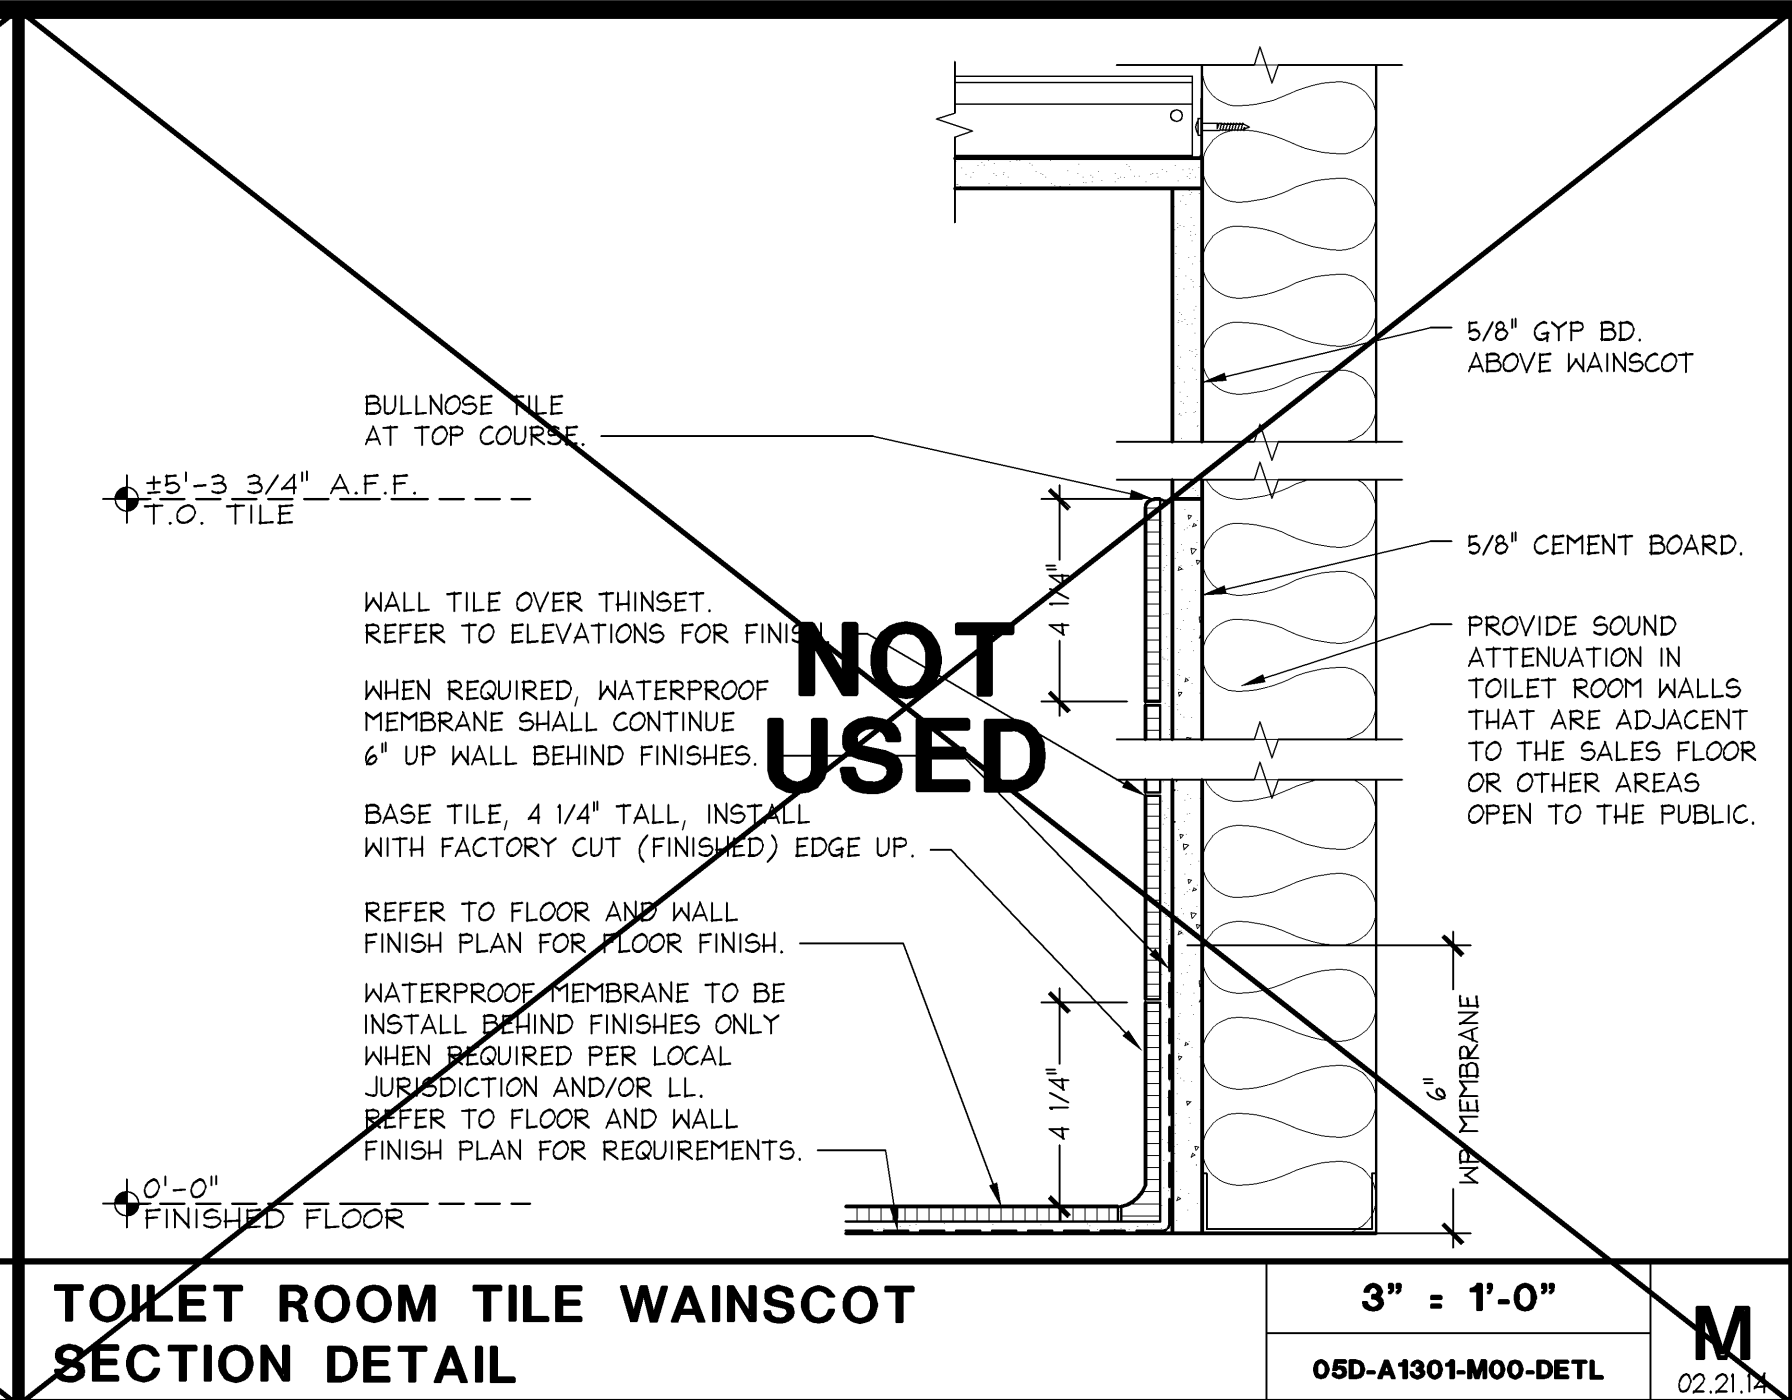 5/8" GYP BD.
ABOVE WAINSCOT
BULLNOSE TILE
AT TOP COURSE.
±5'-3 3/4" A.F.F.
T.O. TILE
5/8" CEMENT BOARD.
4 1/4"
WALL TILE OVER THINSET.
REFER TO ELEVATIONS FOR FINISH.
NOT
USED
PROVIDE SOUND
ATTENUATION IN
TOILET ROOM WALLS
THAT ARE ADJACENT
TO THE SALES FLOOR
OR OTHER AREAS
OPEN TO THE PUBLIC.
WHEN REQUIRED, WATERPROOF
MEMBRANE SHALL CONTINUE
6" UP WALL BEHIND FINISHES.
BASE TILE, 4 1/4" TALL, INSTALL
WITH FACTORY CUT (FINISHED) EDGE UP.
REFER TO FLOOR AND WALL
FINISH PLAN FOR FLOOR FINISH.
WATERPROOF MEMBRANE TO BE
INSTALL BEHIND FINISHES ONLY
WHEN REQUIRED PER LOCAL
JURISDICTION AND/OR LL.
REFER TO FLOOR AND WALL
FINISH PLAN FOR REQUIREMENTS.
4 1/4"
6"
WP MEMBRANE
0'-0"
FINISHED FLOOR
TOILET ROOM TILE WAINSCOT
SECTION DETAIL
3" = 1'-0"
05D-A1301-M00-DETL
M
02.21.14